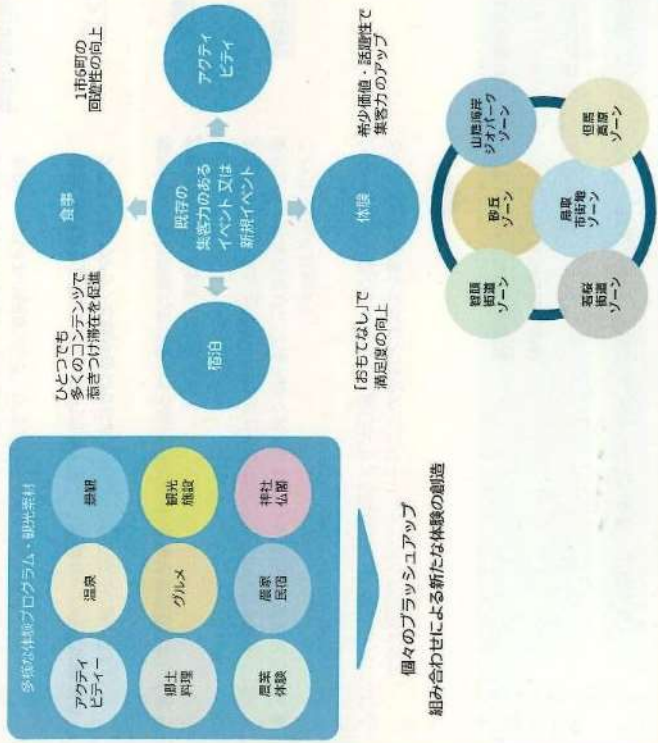 多様な体験プログラム・観光素材
アクティ
ビティー
温泉
景観
郷土
料理
グルメ
観光
施設
農業
体験
農家
民宿
神社
仏閣
個々のブラッシュアップ
組み合わせによる新たな体験の創造
ひとつでも
多くのコンテンツで
惹きつけ滞在を促進
食事
1市6町の
回遊性の向上
宿泊
既存の
集客力のある
イベント又は
新規イベント
アクティ
ビティ
「おもてなし」で
満足度の向上
体験
希少価値・話題性で
集客力のアップ
智頭
街道
ゾーン
砂丘
ゾーン
山陰海岸
ジオパーク
ゾーン
若桜
街道
ゾーン
鳥取
市街地
ゾーン
但馬
高原
ゾーン